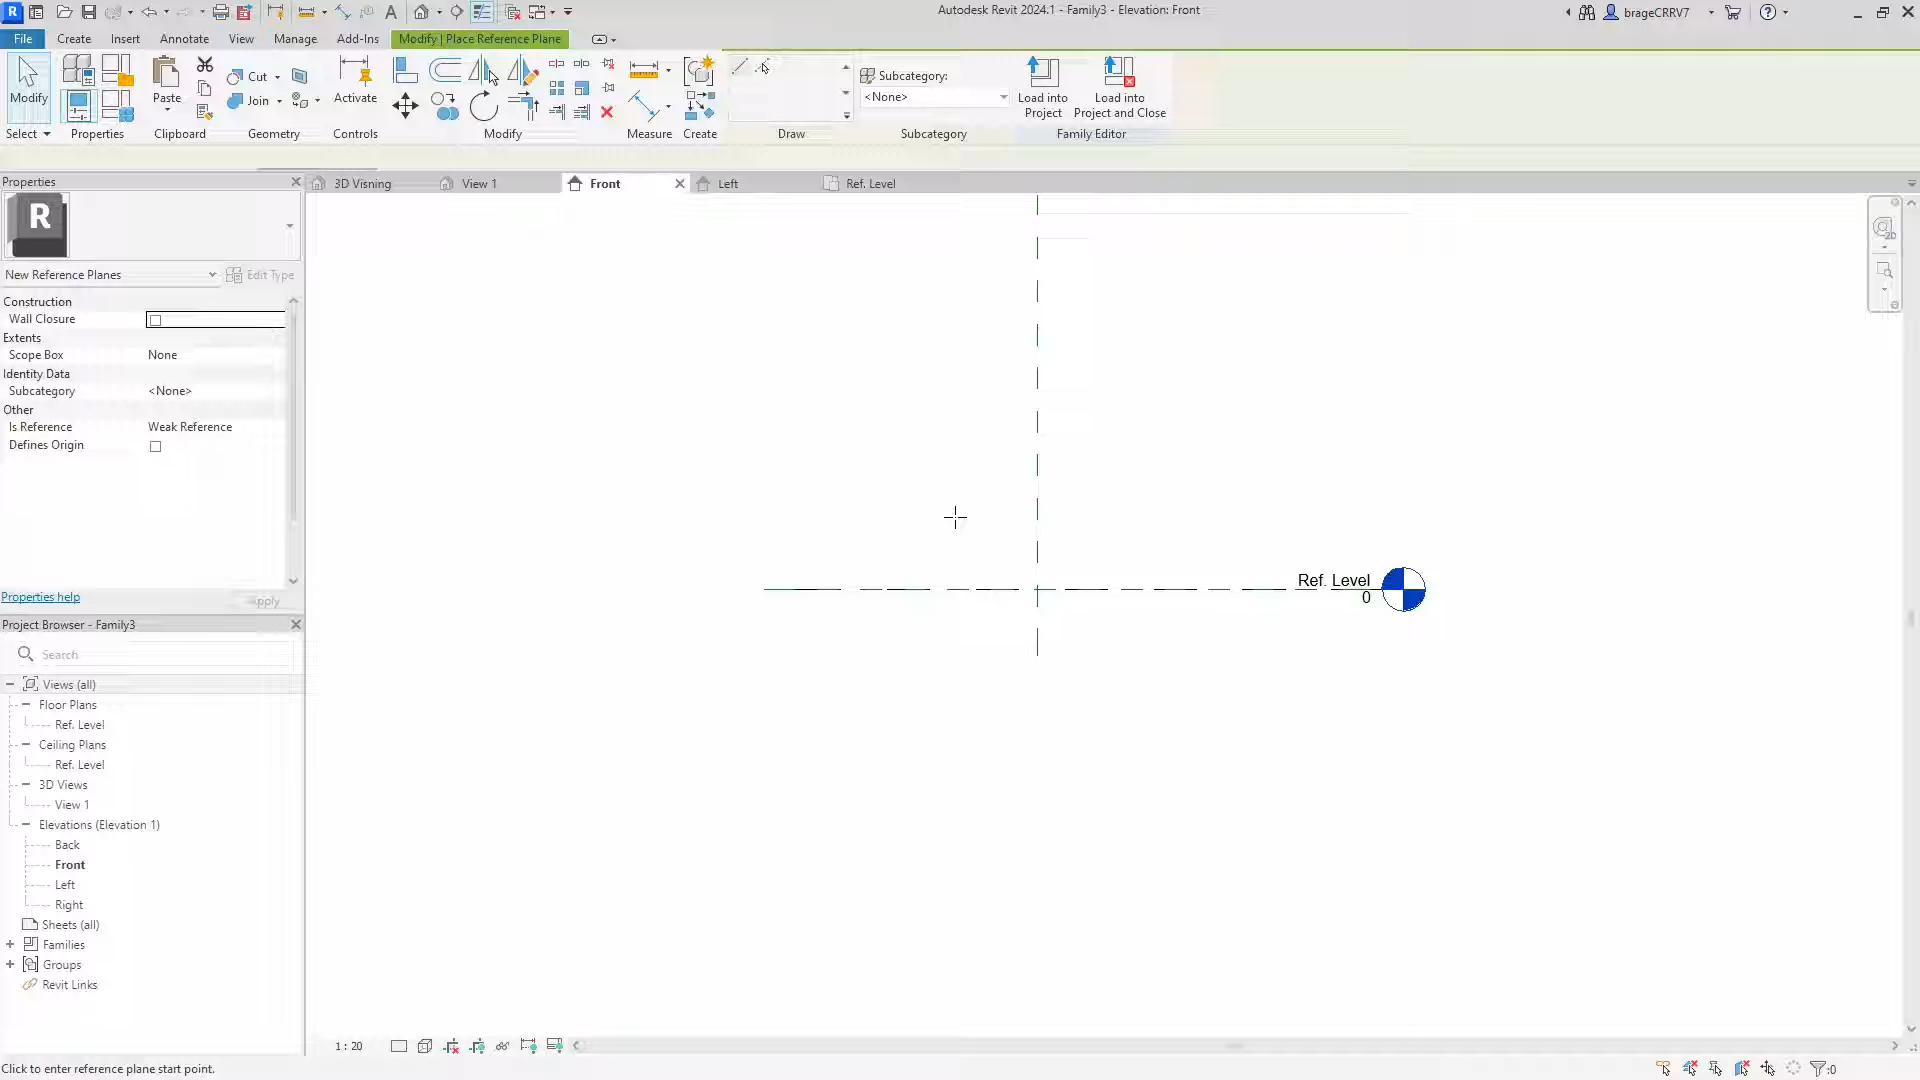 Autodesk Revit 2024.1 - Family3 - Elevation: Front
brageCRRV7
File
Create
Insert
Annotate
View
Manage
Add-Ins
Modify | Place Reference Plane
Modify
Paste
Cut
Join
Activate
Subcategory:
<None>
Load into
Project
Load into
Project and Close
Select
Properties
Clipboard
Geometry
Controls
Modify
Measure
Create
Draw
Subcategory
Family Editor
Properties
3D Visning
View 1
Front
Left
Ref. Level
R
New Reference Planes
Edit Type
Construction
Wall Closure
Extents
Scope Box
None
Identity Data
Subcategory
<None>
Other
Is Reference
Weak Reference
Defines Origin
Properties help
Project Browser - Family3
Search
Views (all)
Floor Plans
Ref. Level
Ceiling Plans
Ref. Level
3D Views
View 1
Elevations (Elevation 1)
Back
Front
Left
Right
Sheets (all)
Families
Groups
Revit Links
Ref. Level
0
1 : 20
Click to enter reference plane start point.
:0